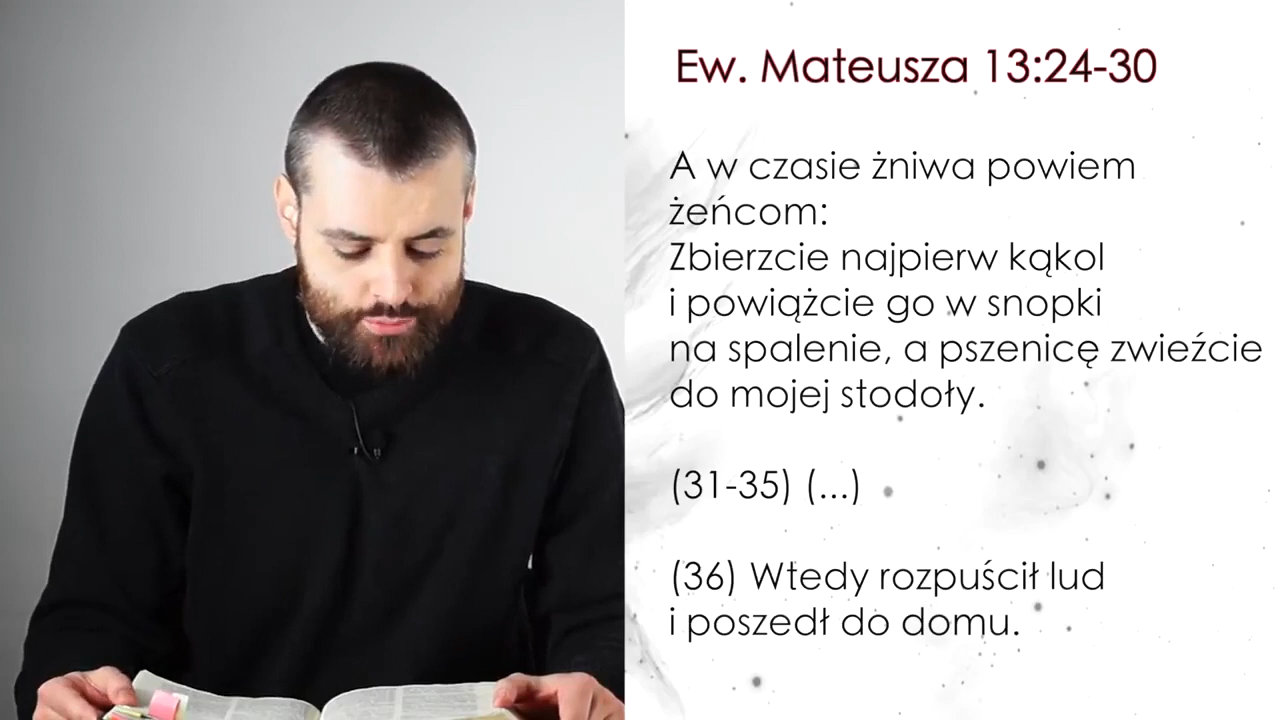 Ew. Mateusza 13:24-30
A w czasie żniwa powiem
żeńcom:
Zbierzcie najpierw kąkol
i powiążcie go w snopki
na spalenie, a pszenicę zwieźcie
do mojej stodoły.
(31-35) (...)
(36) Wtedy rozpuścił lud
i poszedł do domu.